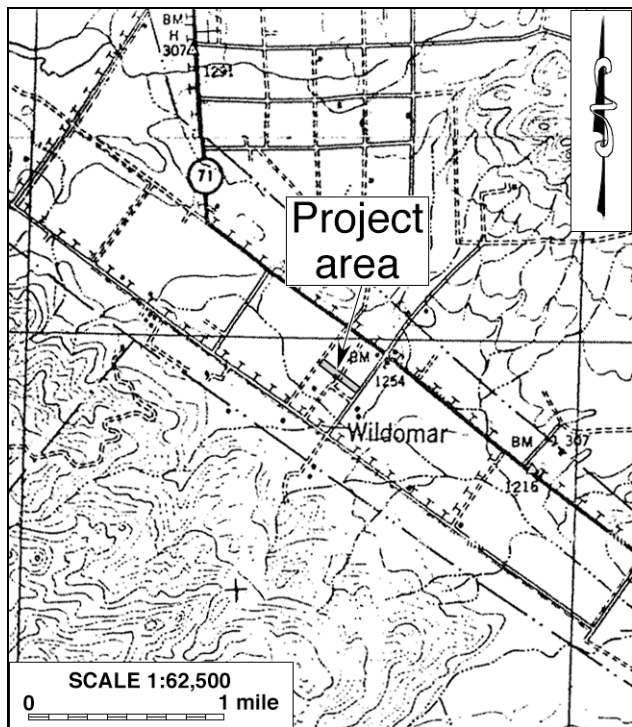 BM
H
307
1291
71
Project
area
BM
1254
Wildomar
BM
307
1216
SCALE 1:62,500
0 1 mile